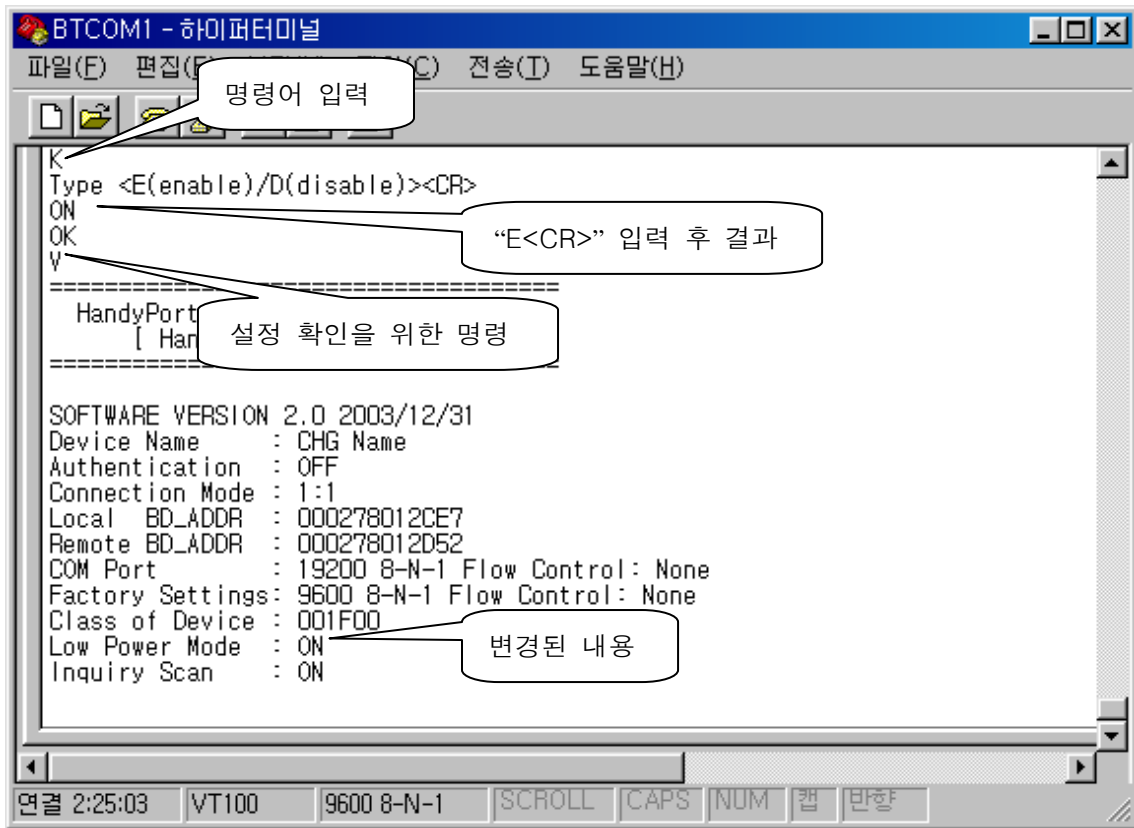 BTCOM1 - 하이퍼터미널
파일(F) 편집( (C) 전송(T) 도움말(H)
명령어 입력
K
Type <E(enable)/D(disable)><CR>
ON
“E<CR>” 입력 후 결과
OK
V
=====================================
HandyPort
[ Han
설정 확인을 위한 명령
=====================================
SOFTWARE VERSION 2.0 2003/12/31
Device Name : CHG Name
Authentication : OFF
Connection Mode : 1:1
Local BD_ADDR : 000278012CE7
Remote BD_ADDR : 000278012D52
COM Port : 19200 8-N-1 Flow Control: None
Factory Settings: 9600 8-N-1 Flow Control: None
Class of Device : 001F00
Low Power Mode : ON
변경된 내용
Inquiry Scan : ON
연결 2:25:03 VT100 9600 8-N-1 SCROLL CAPS NUM 캡 반향